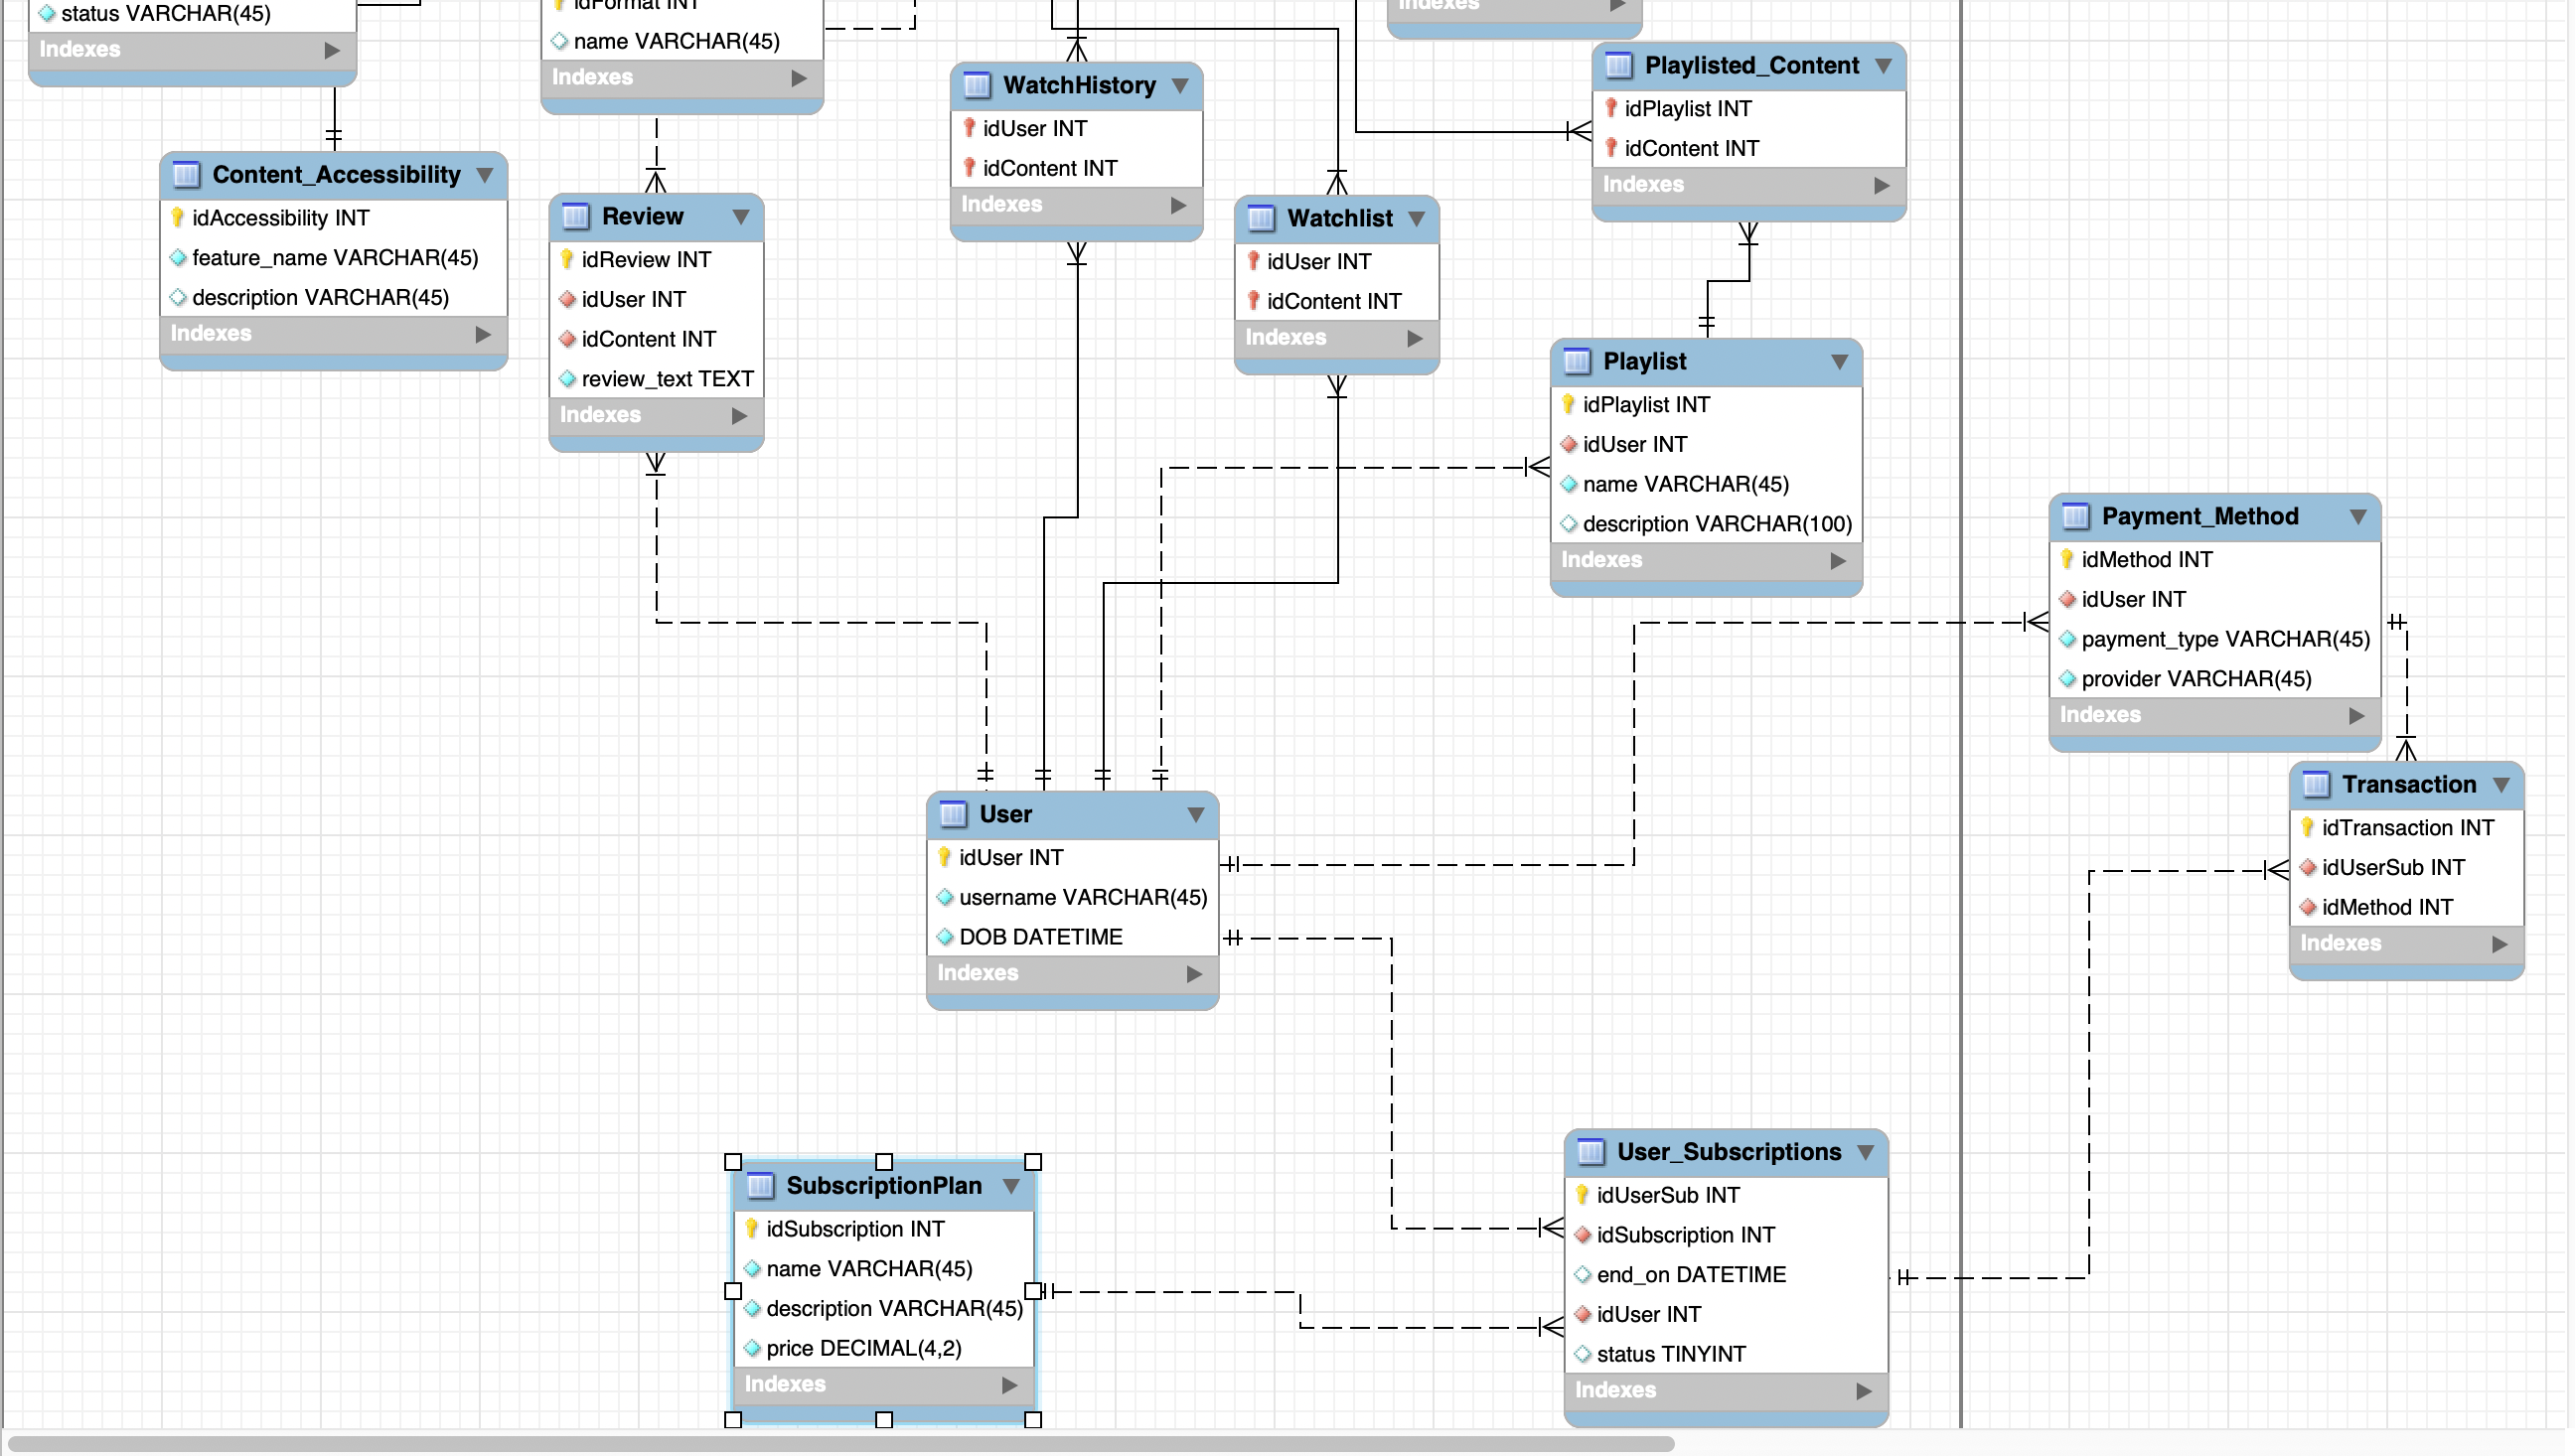 status VARCHAR(45)
Indexes
idFormat INT
name VARCHAR(45)
Indexes
Indexes
WatchHistory
idUser INT
idContent INT
Indexes
Playlisted_Content
idPlaylist INT
idContent INT
Indexes
Content_Accessibility
idAccessibility INT
feature_name VARCHAR(45)
description VARCHAR(45)
Indexes
Review
idReview INT
idUser INT
idContent INT
review_text TEXT
Indexes
Watchlist
idUser INT
idContent INT
Indexes
Playlist
idPlaylist INT
idUser INT
name VARCHAR(45)
description VARCHAR(100)
Indexes
Payment_Method
idMethod INT
idUser INT
payment_type VARCHAR(45)
provider VARCHAR(45)
Indexes
Transaction
idTransaction INT
idUserSub INT
idMethod INT
Indexes
User
idUser INT
username VARCHAR(45)
DOB DATETIME
Indexes
SubscriptionPlan
idSubscription INT
name VARCHAR(45)
description VARCHAR(45)
price DECIMAL(4,2)
Indexes
User_Subscriptions
idUserSub INT
idSubscription INT
end_on DATETIME
idUser INT
status TINYINT
Indexes